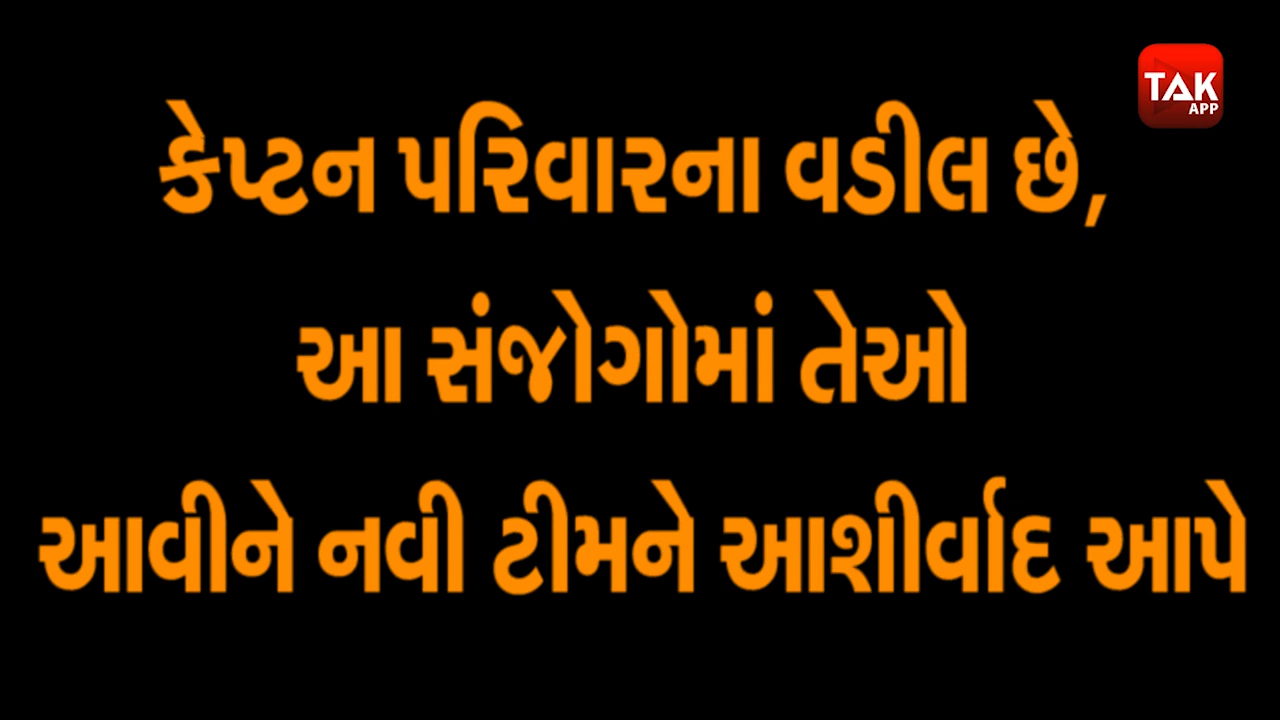 TAK
APP
કેપ્ટન પરિવારના વડીલ છે,
આ સંજોગોમાં તેઓ
આવીને નવી ટીમને આશીર્વાદ આપે